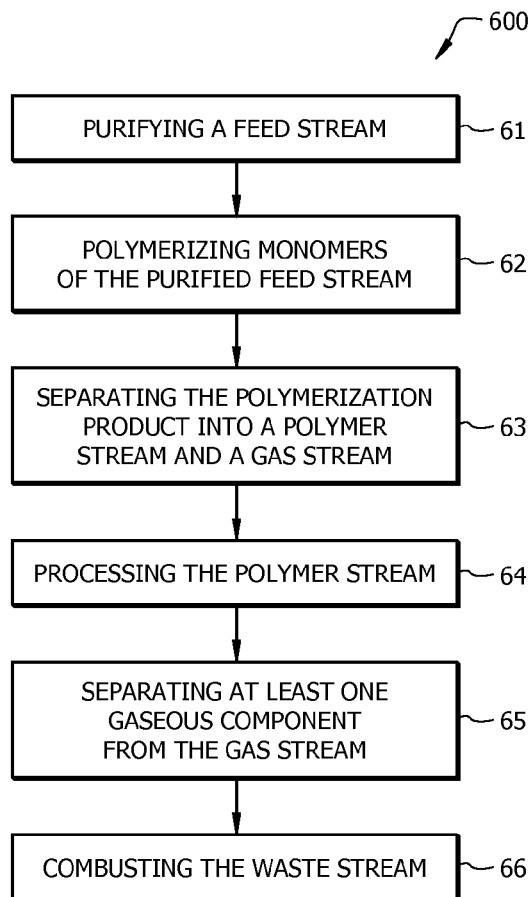 600
PURIFYING A FEED STREAM
61
POLYMERIZING MONOMERS
OF THE PURIFIED FEED STREAM
62
SEPARATING THE POLYMERIZATION
PRODUCT INTO A POLYMER
STREAM AND A GAS STREAM
63
PROCESSING THE POLYMER STREAM
64
SEPARATING AT LEAST ONE
GASEOUS COMPONENT
FROM THE GAS STREAM
65
COMBUSTING THE WASTE STREAM
66